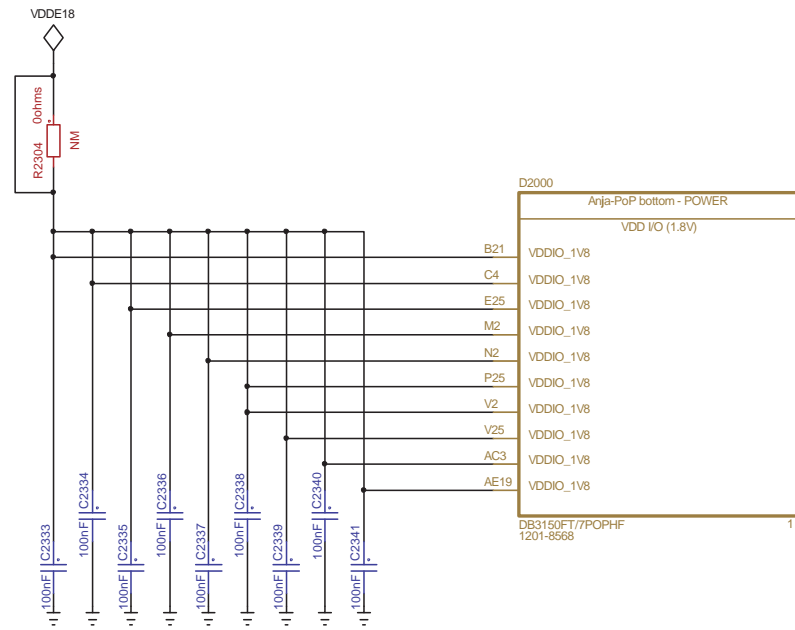 VDDE18
R2304 0ohms
NM
D2000
Anja-PoP bottom - POWER
VDD I/O (1.8V)
B21 VDDIO_1V8
C4 VDDIO_1V8
E25 VDDIO_1V8
M2 VDDIO_1V8
N2 VDDIO_1V8
P25 VDDIO_1V8
V2 VDDIO_1V8
V25 VDDIO_1V8
AC3 VDDIO_1V8
AE19 VDDIO_1V8
DB3150FT/7POPHF 1
1201-8568
100nF C2333
100nF C2334
100nF C2335
100nF C2336
100nF C2337
100nF C2338
100nF C2339
100nF C2340
100nF C2341